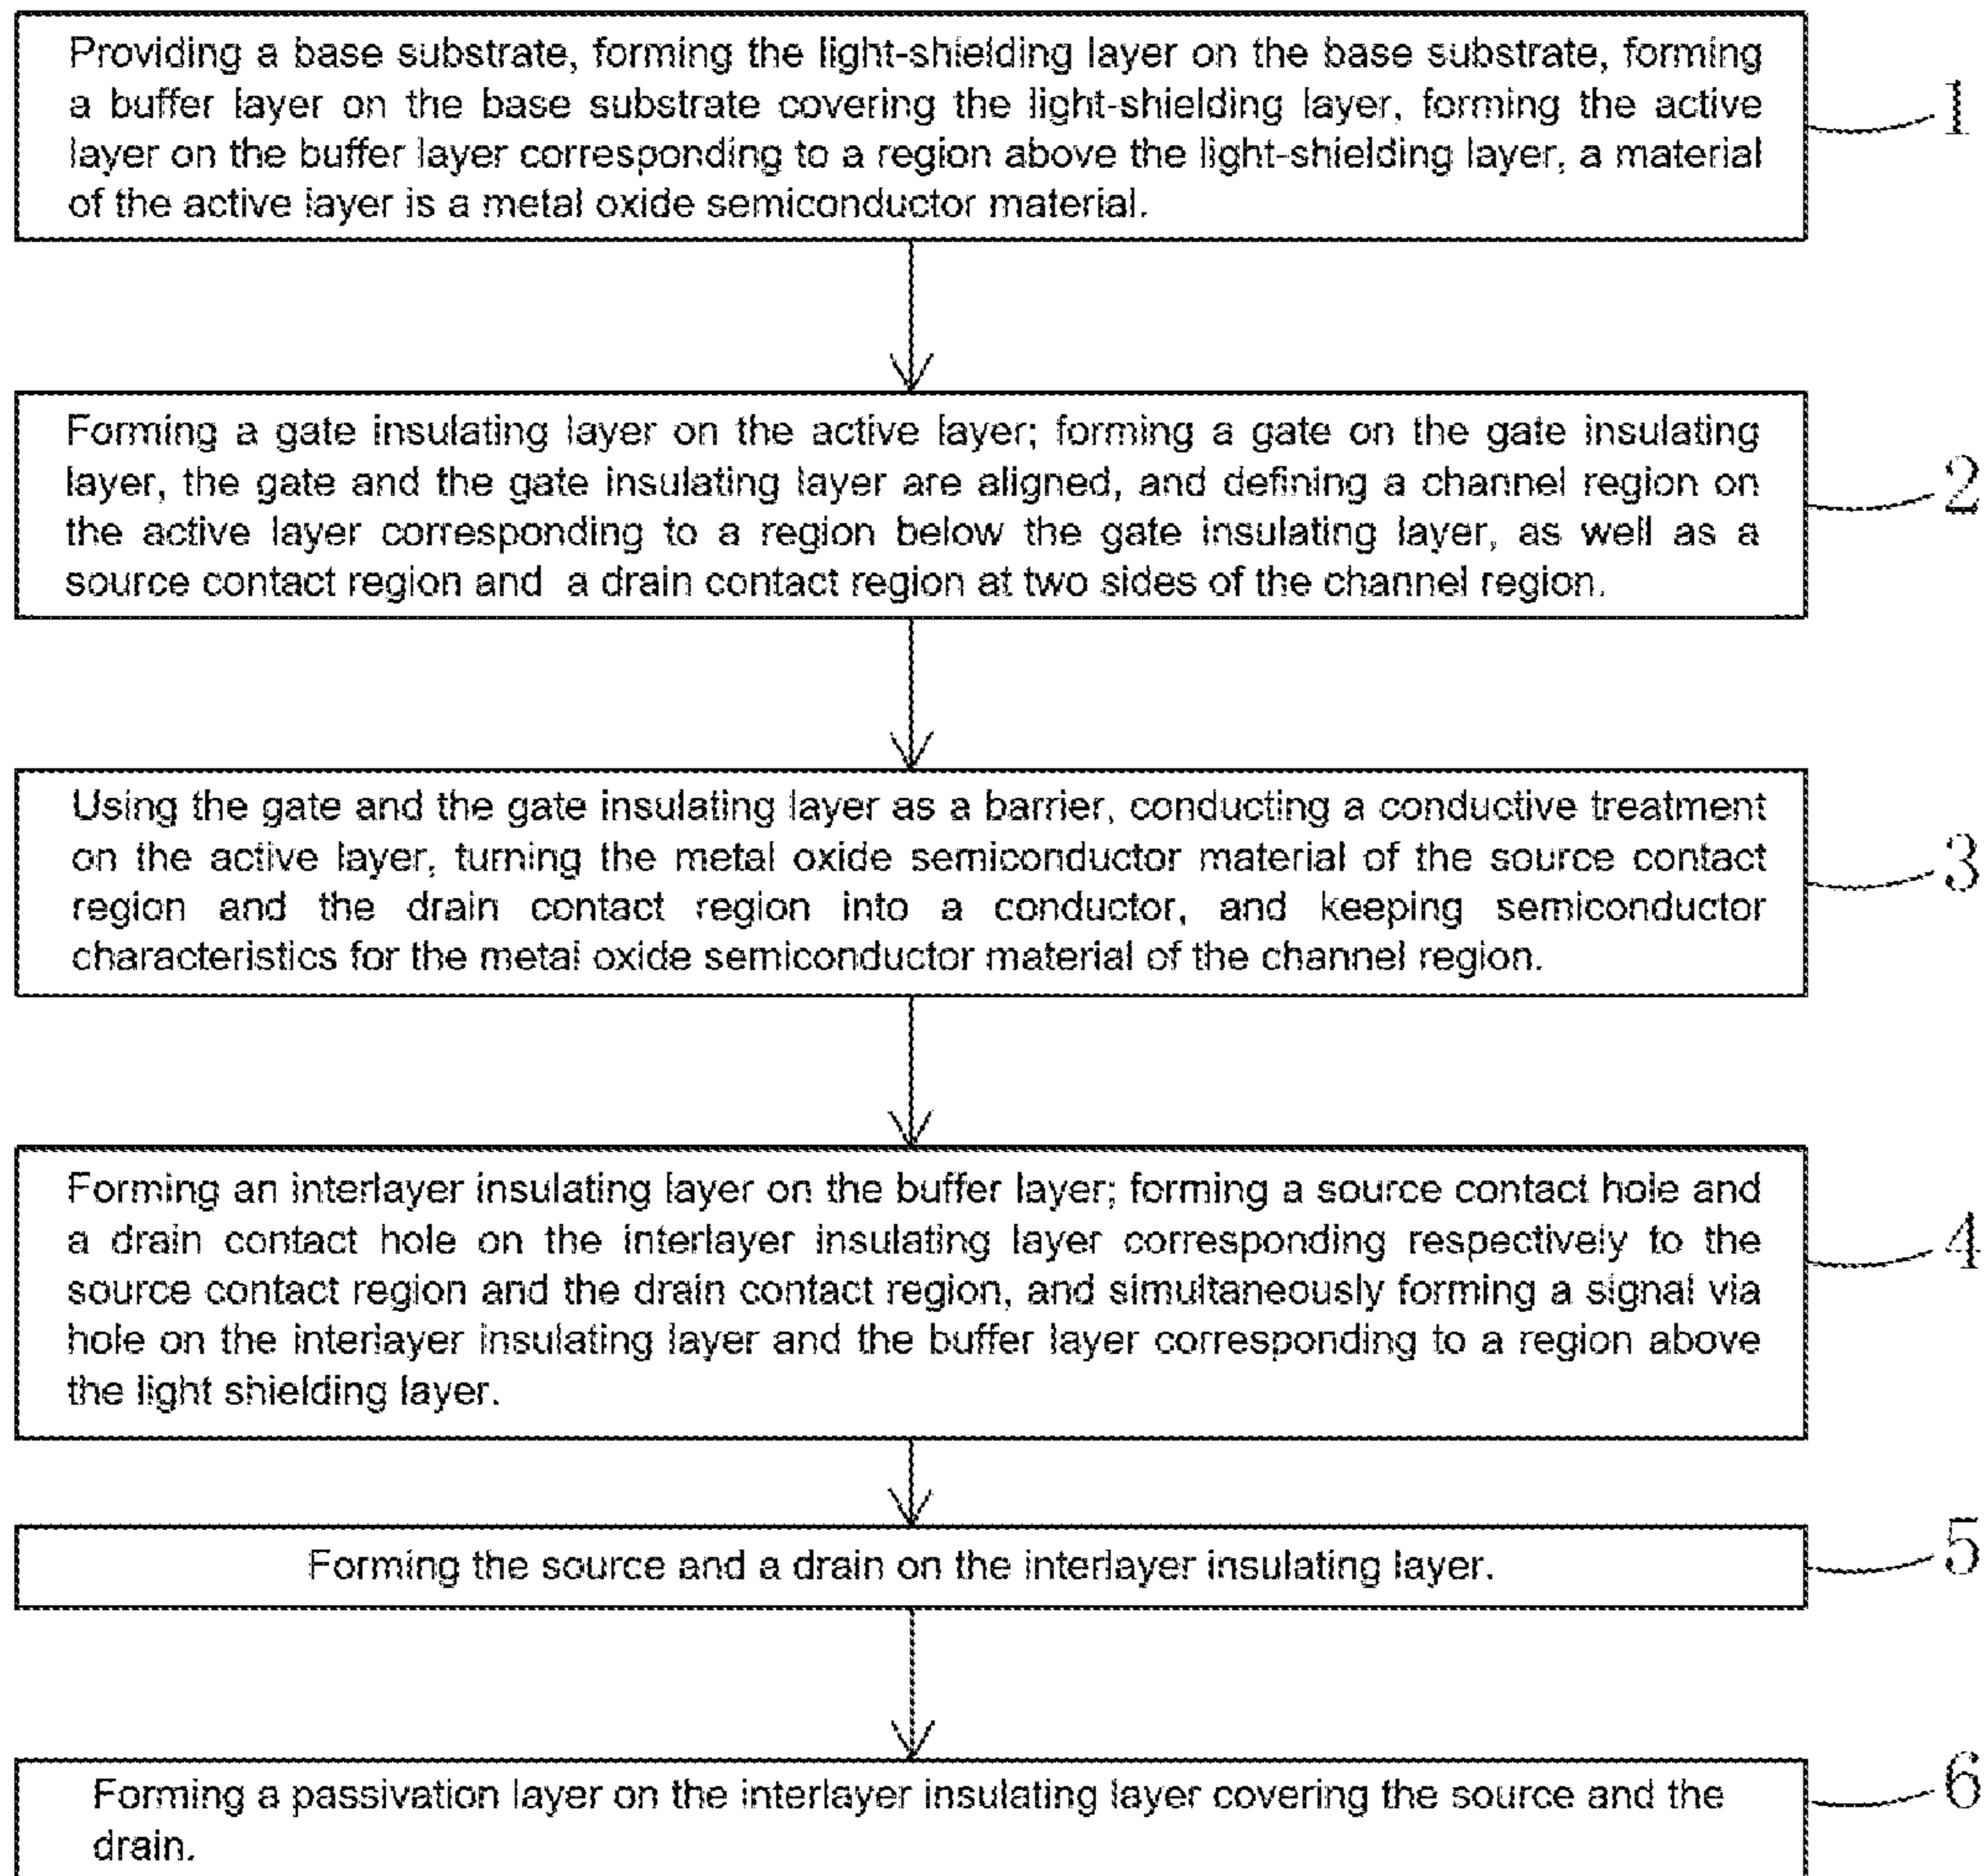 Providing a base substrate, forming the light-shielding layer on the base substrate, forming
a buffer layer on the base substrate covering the light-shielding layer, forming the active
layer on the buffer layer corresponding to a region above the light-shielding layer, a material
of the active layer is a metal oxide semiconductor material.
1
Forming a gate insulating layer on the active layer; forming a gate on the gate insulating
layer, the gate and the gate insulating layer are aligned, and defining a channel region on
the active layer corresponding to a region below the gate insulating layer, as well as a
source contact region and a drain contact region at two sides of the channel region.
2
Using the gate and the gate insulating layer as a barrier, conducting a conductive treatment
on the active layer, turning the metal oxide semiconductor material of the source contact
region and the drain contact region into a conductor, and keeping semiconductor
characteristics for the metal oxide semiconductor material of the channel region.
3
Forming an interlayer insulating layer on the buffer layer; forming a source contact hole and
a drain contact hole on the interlayer insulating layer corresponding respectively to the
source contact region and the drain contact region, and simultaneously forming a signal via
hole on the interlayer insulating layer and the buffer layer corresponding to a region above
the light shielding layer.
4
Forming the source and a drain on the interlayer insulating layer.
5
Forming a passivation layer on the interlayer insulating layer covering the source and the
drain.
6